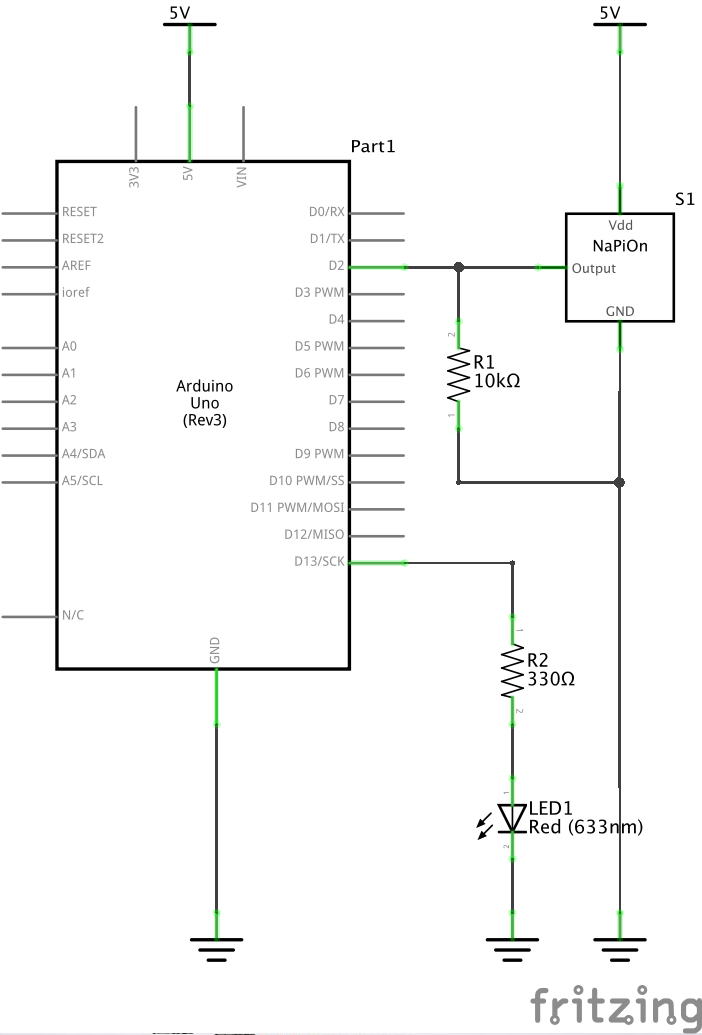 5V
5V
Part1
3V3
5V
VIN
S1
RESET
D0/RX
Vdd
RESET2
D1/TX
NaPiOn
AREF
D2
Output
ioref
D3 PWM
D4
GND
2
A0
D5 PWM
R1
A1
D6 PWM
10kΩ
Arduino
Uno
(Rev3)
A2
D7
1
A3
D8
A4/SDA
D9 PWM
A5/SCL
D10 PWM/SS
D11 PWM/MOSI
D12/MISO
D13/SCK
N/C
1
GND
R2
330Ω
2
1
LED1
Red (633nm)
2
fritzing